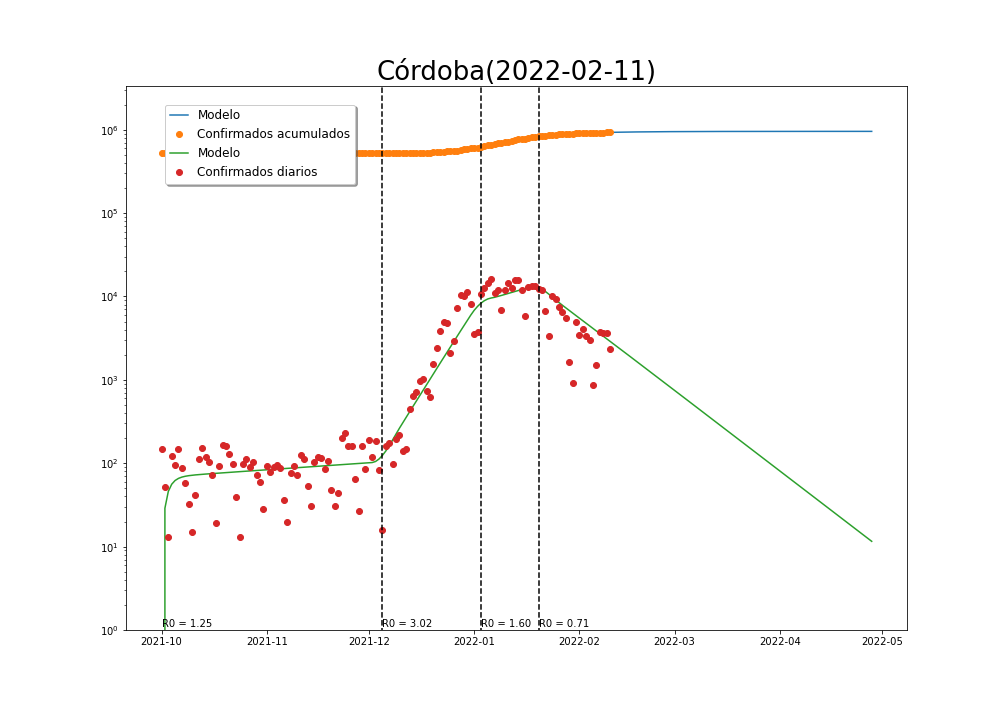 Córdoba(2022-02-11)
Modelo
Confirmados acumulados
Modelo
Confirmados diarios
10⁶
10⁵
10⁴
10³
10²
10¹
10⁰
R0 = 1.25 R0 = 3.02 R0 = 1.60 R0 = 0.71
2021-10 2021-11 2021-12 2022-01 2022-02 2022-03 2022-04 2022-05